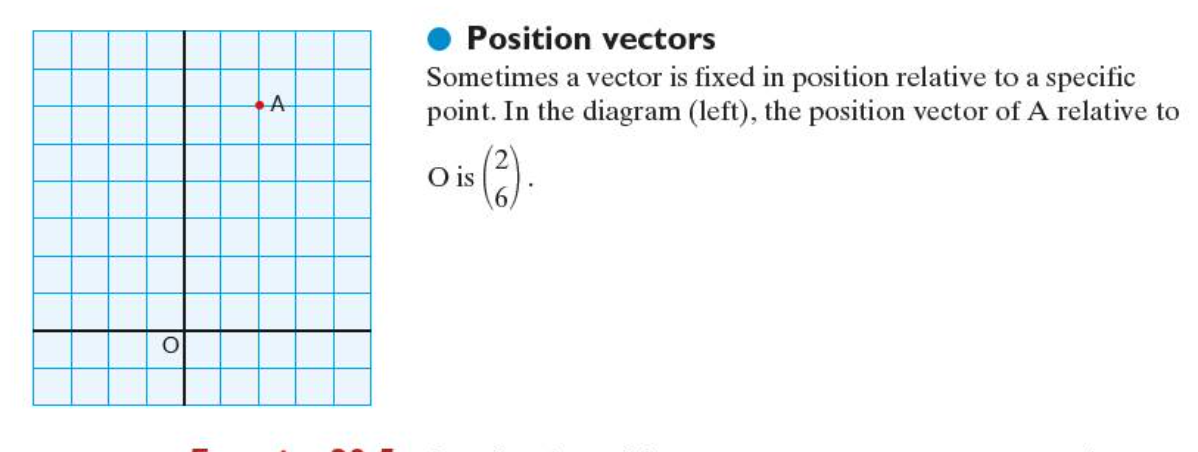 Position vectors
Sometimes a vector is fixed in position relative to a specific
point. In the diagram (left), the position vector of A relative to
O is (2
6).
A
O